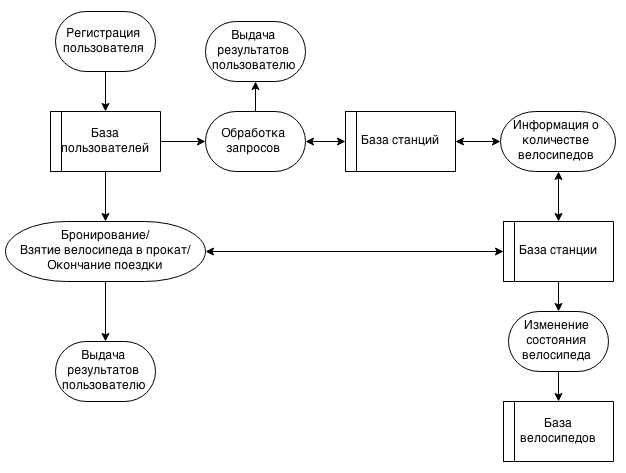 Регистрация
пользователя
Выдача
результатов
пользователю
База
пользователей
Обработка
запросов
База станций
Информация о
количестве
велосипедов
Бронирование/
Взятие велосипеда в прокат/
Окончание поездки
База станции
Выдача
результатов
пользователю
Изменение
состояния
велосипеда
База
велосипедов